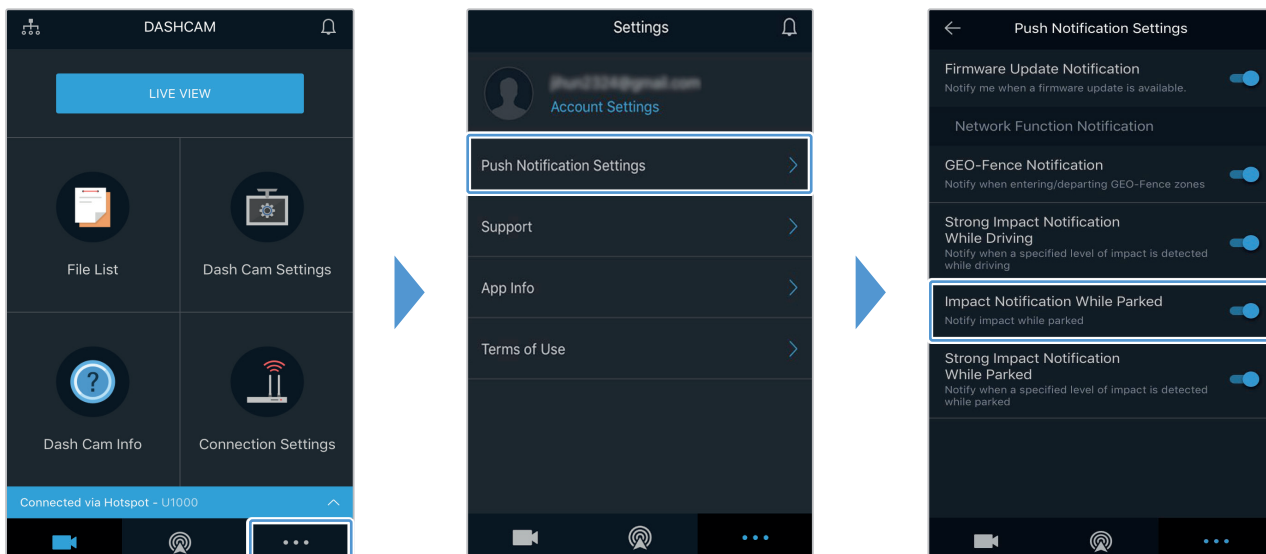 DASHCAM
LIVE VIEW
File List
Dash Cam Settings
Dash Cam Info
Connection Settings
Connected via Hotspot - U1000
Settings
Account Settings
Push Notification Settings
Support
App Info
Terms of Use
Push Notification Settings
Firmware Update Notification
Notify me when a firmware update is available.
Network Function Notification
GEO-Fence Notification
Notify when entering/departing GEO-Fence zones
Strong Impact Notification
While Driving
Notify when a specified level of impact is detected
while driving
Impact Notification While Parked
Notify impact while parked
Strong Impact Notification
While Parked
Notify when a specified level of impact is detected
while parked